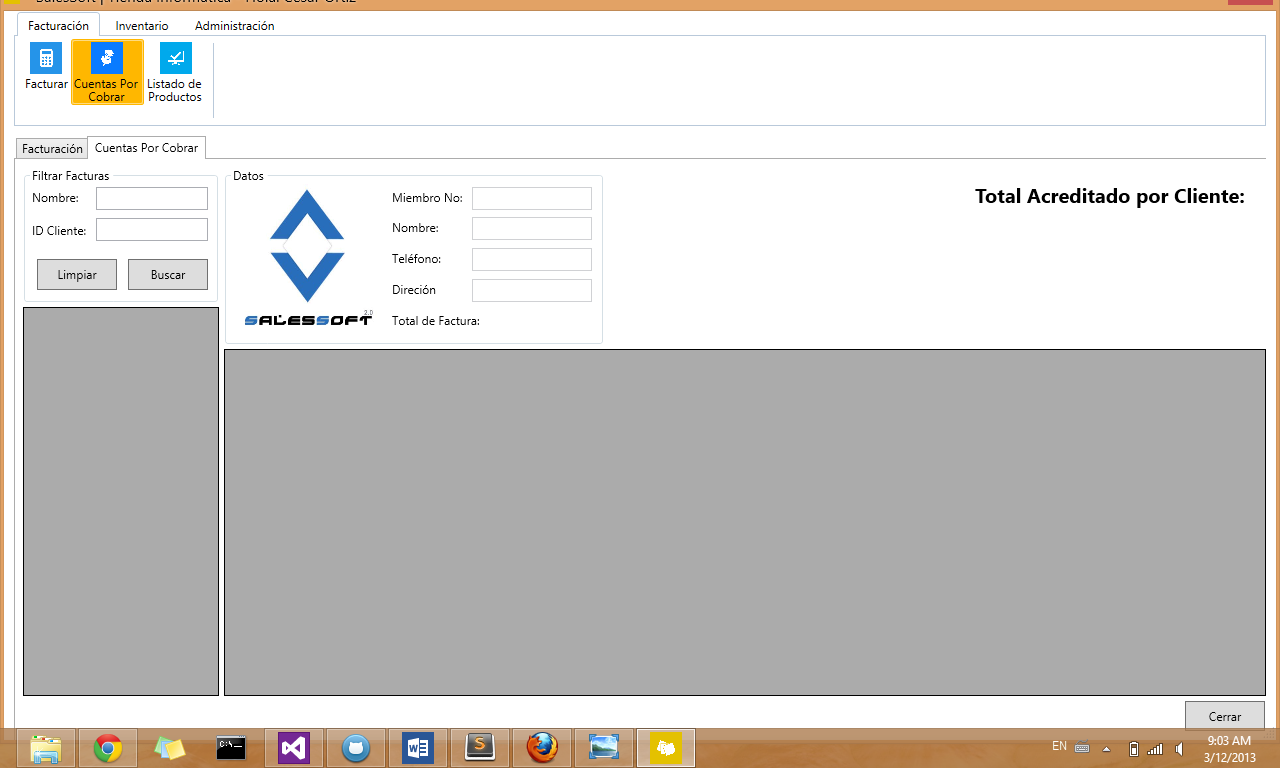 SalesSoft | Tienda Informática - Hola: Cesar Ortiz
Facturación Inventario Administración
Facturar
Cuentas Por
Cobrar
Listado de
Productos
Facturación Cuentas Por Cobrar
Filtrar Facturas
Nombre:
ID Cliente:
Limpiar Buscar
Datos
SALESSOFT 2.0
Miembro No:
Nombre:
Teléfono:
Direción
Total de Factura:
Total Acreditado por Cliente:
Cerrar
C:\
EN
9:03 AM
3/12/2013